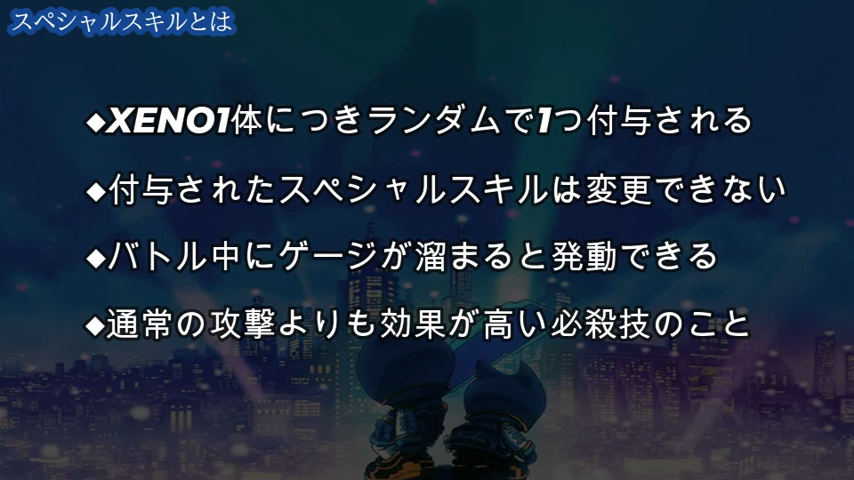 スペシャルスキルとは
◆XENO1体につきランダムで1つ付与される
◆付与されたスペシャルスキルは変更できない
◆バトル中にゲージが溜まると発動できる
◆通常の攻撃よりも効果が高い必殺技のこと